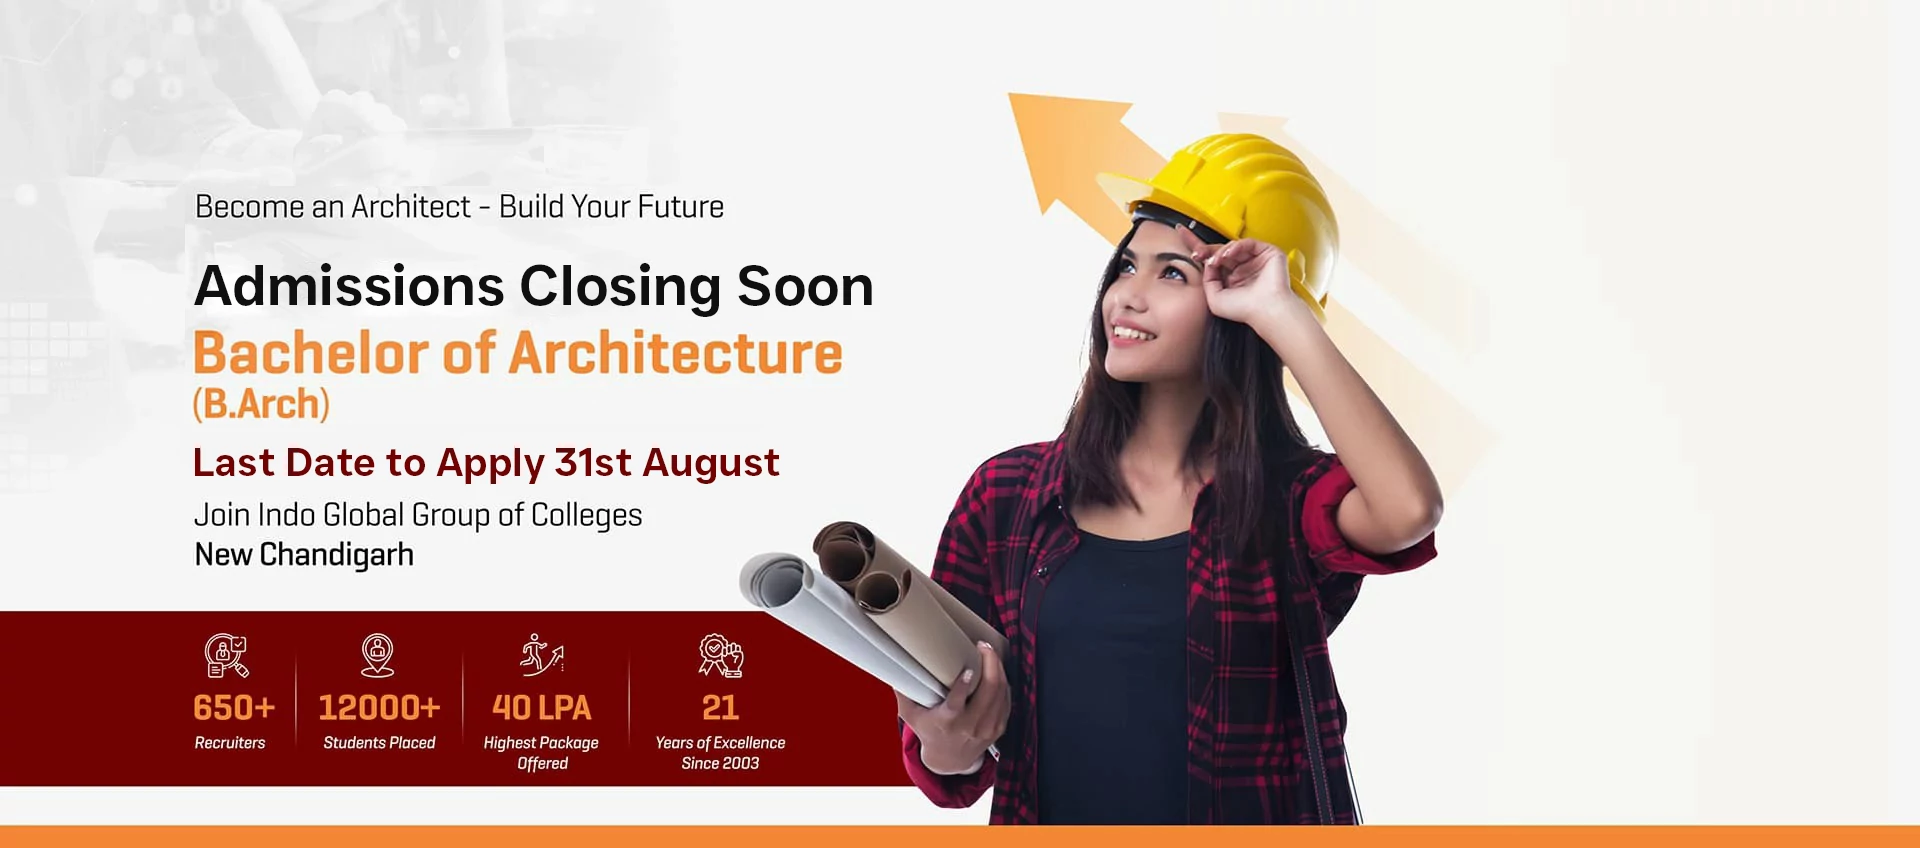 Become an Architect - Build Your Future
Admissions Closing Soon
Bachelor of Architecture
(B.Arch)
Last Date to Apply 31st August
Join Indo Global Group of Colleges
New Chandigarh
650+
Recruiters
12000+
Students Placed
40 LPA
Highest Package
Offered
21
Years of Excellence
Since 2003